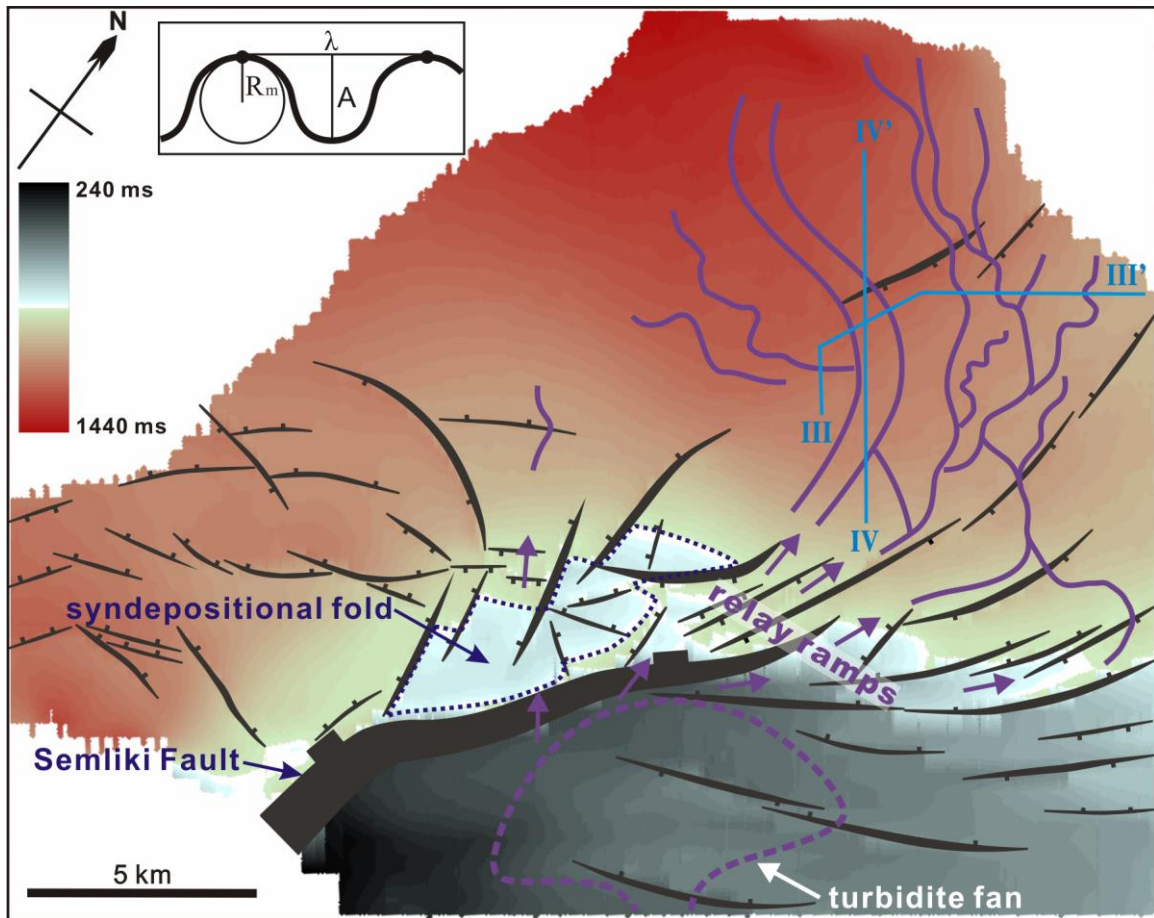 N
λ
Rm
A
240 ms
1440 ms
IV'
III'
III
IV
syndepositional fold
relay ramps
Semliki Fault
5 km
turbidite fan